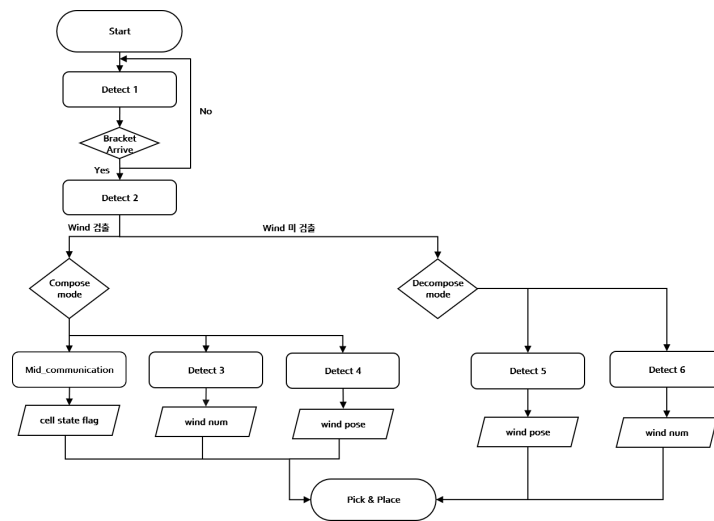 Start
Detect 1
No
Bracket
Arrive
Yes
Detect 2
Wind 검출
Wind 미 검출
Compose
mode
Decompose
mode
Mid_communication
Detect 3
Detect 4
Detect 5
Detect 6
cell state flag
wind num
wind pose
wind pose
wind num
Pick & Place